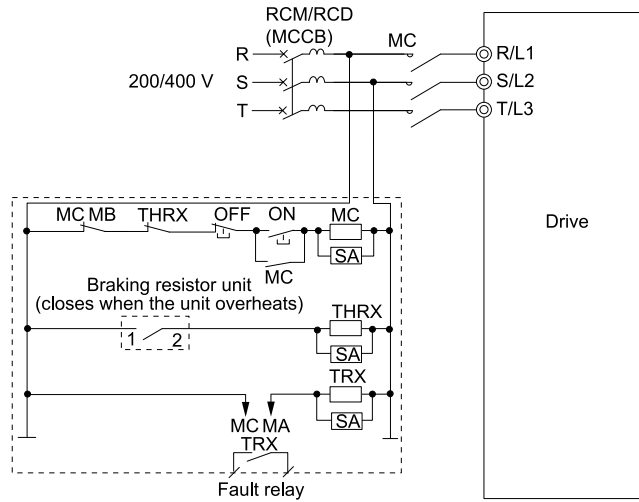 RCM/RCD
(MCCB)
MC
R
R/L1
200/400 V
S
S/L2
T
T/L3
Drive
MC MB
THRX
OFF
ON
MC
SA
MC
Braking resistor unit
(closes when the unit overheats)
THRX
1 2
SA
TRX
SA
MC MA
TRX
Fault relay